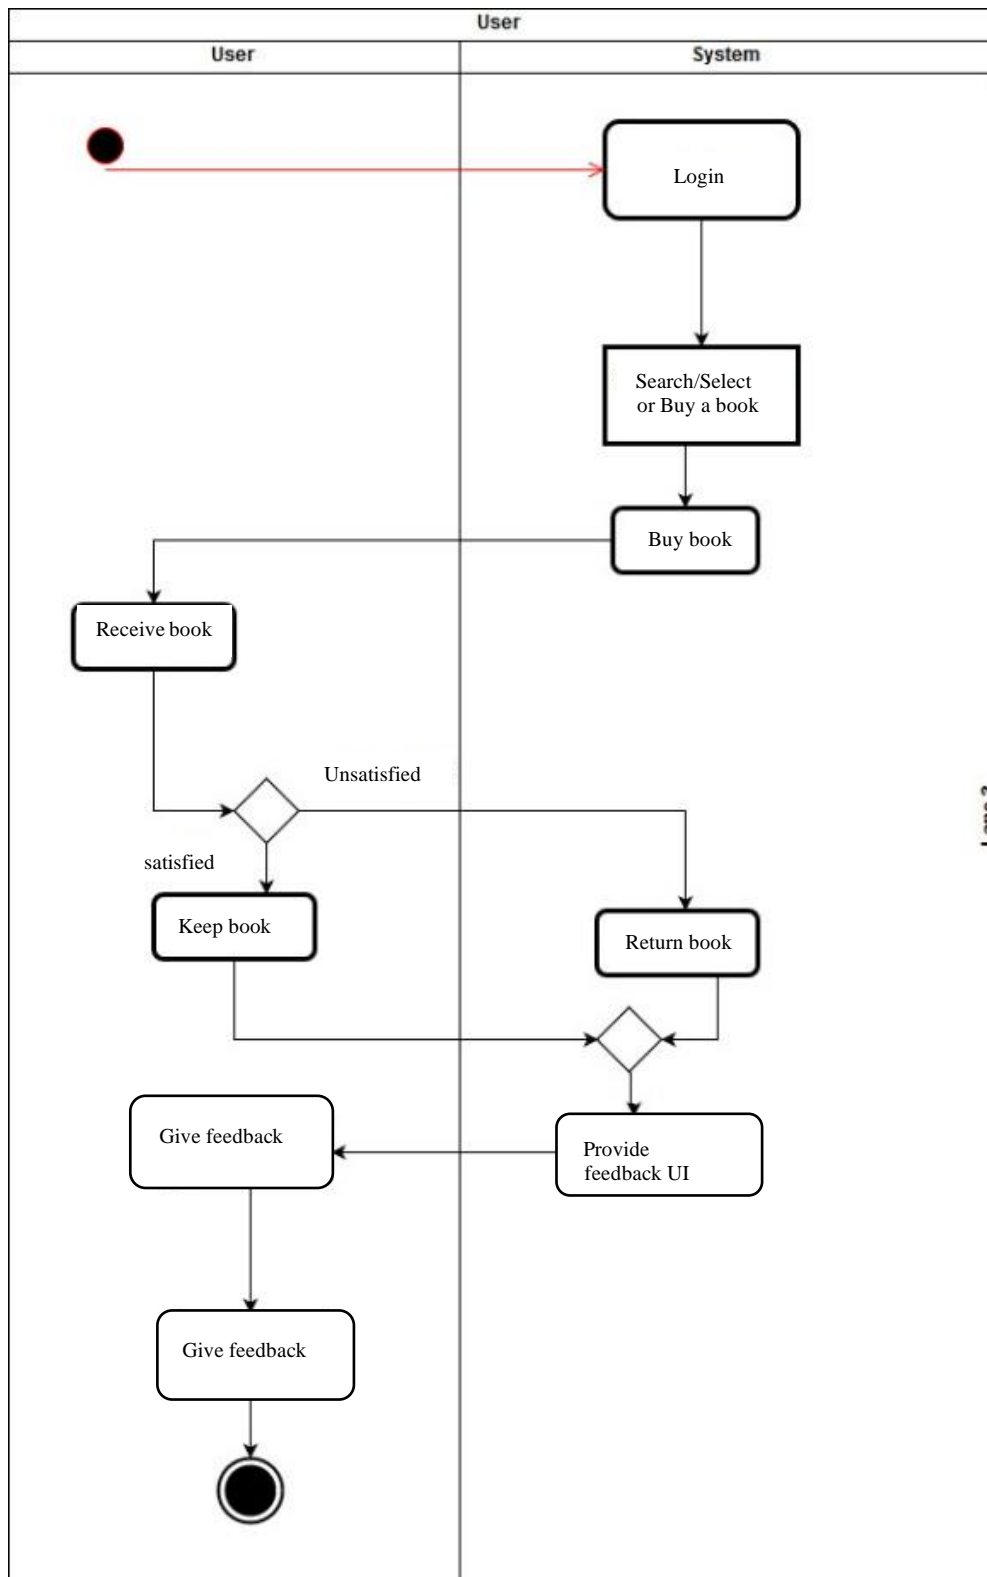 User
User
System
Login
Search/Select
or Buy a book
Buy book
Receive book
Unsatisfied
satisfied
Keep book
Return book
Give feedback
Provide
feedback UI
Give feedback